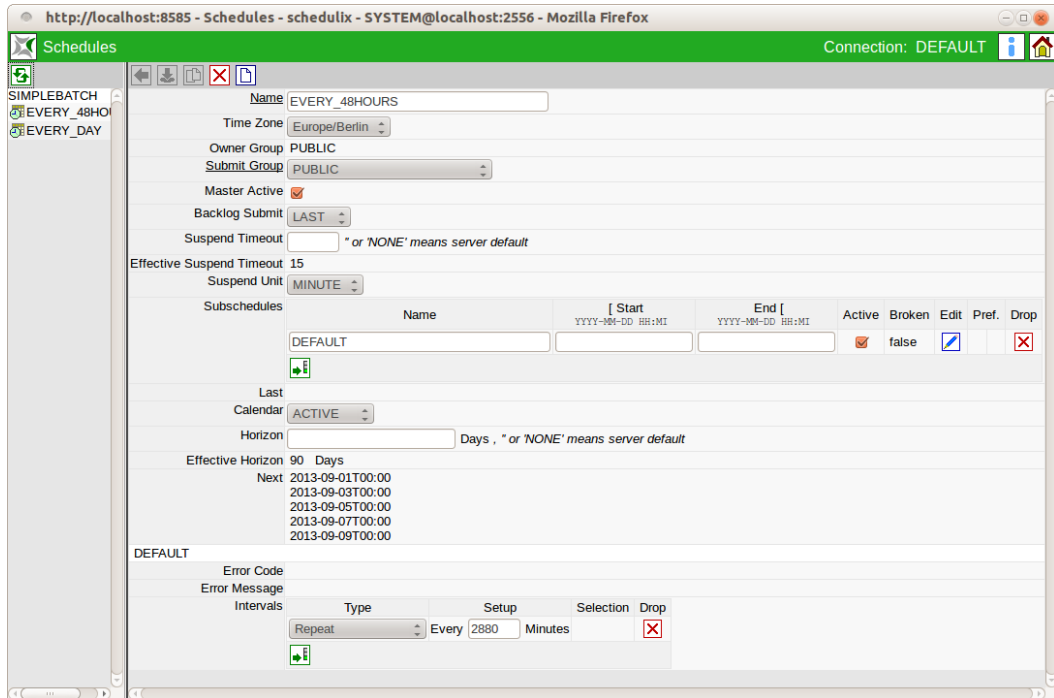 http://localhost:8585 - Schedules - schedulix - SYSTEM@localhost:2556 - Mozilla Firefox
Schedules Connection: DEFAULT
SIMPLEBATCH
EVERY_48HO
EVERY_DAY
Name EVERY_48HOURS
Time Zone Europe/Berlin
Owner Group PUBLIC
Submit Group PUBLIC
Master Active
Backlog Submit LAST
Suspend Timeout '' or 'NONE' means server default
Effective Suspend Timeout 15
Suspend Unit MINUTE
Subschedules Name [ Start YYYY-MM-DD HH:MI End [ YYYY-MM-DD HH:MI Active Broken Edit Pref. Drop
DEFAULT false
Last
Calendar ACTIVE
Horizon Days , '' or 'NONE' means server default
Effective Horizon 90 Days
Next 2013-09-01T00:00
2013-09-03T00:00
2013-09-05T00:00
2013-09-07T00:00
2013-09-09T00:00
DEFAULT
Error Code
Error Message
Intervals Type Setup Selection Drop
Repeat Every 2880 Minutes